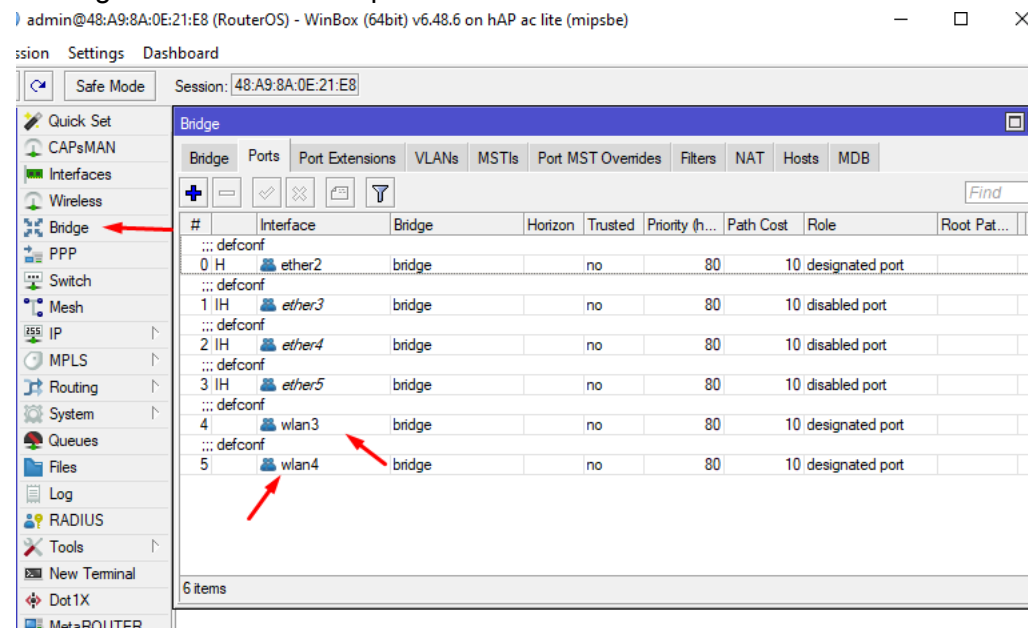 admin@48:A9:8A:0E:21:E8 (RouterOS) - WinBox (64bit) v6.48.6 on hAP ac lite (mipsbe)
ssion Settings Dashboard
Safe Mode Session: 48:A9:8A:0E:21:E8
Quick Set
CAPsMAN
Interfaces
Wireless
Bridge
PPP
Switch
Mesh
IP
MPLS
Routing
System
Queues
Files
Log
RADIUS
Tools
New Terminal
Dot1X
MetaROUTER
Bridge
Bridge Ports Port Extensions VLANs MSTIs Port MST Overrides Filters NAT Hosts MDB
Find
# Interface Bridge Horizon Trusted Priority (h... Path Cost Role Root Pat...
;;; defconf
0 H ether2 bridge no 80 10 designated port
;;; defconf
1 IH ether3 bridge no 80 10 disabled port
;;; defconf
2 IH ether4 bridge no 80 10 disabled port
;;; defconf
3 IH ether5 bridge no 80 10 disabled port
;;; defconf
4 wlan3 bridge no 80 10 designated port
;;; defconf
5 wlan4 bridge no 80 10 designated port
6 items